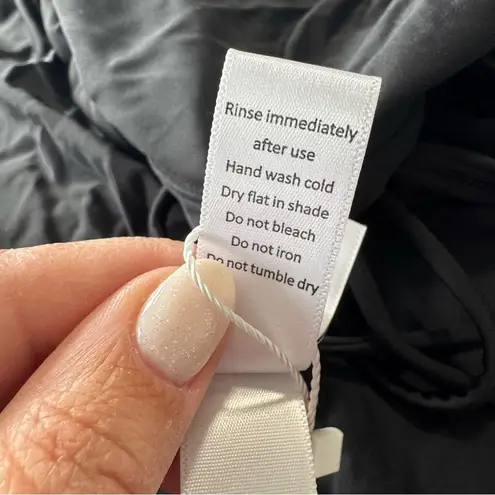 Rinse immediately
after use
Hand wash cold
Dry flat in shade
Do not bleach
Do not iron
Do not tumble dry